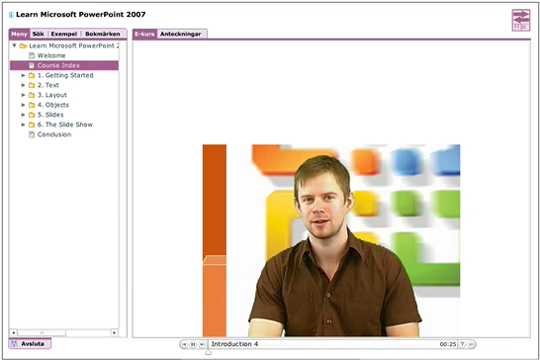 Learn Microsoft PowerPoint 2007
Meny Sök Exempel Bokmärken
E-kurs Anteckningar
Learn Microsoft PowerPoint 2
Welcome
Course Index
1. Getting Started
2. Text
3. Layout
4. Objects
5. Slides
6. The Slide Show
Conclusion
Avsluta
Introduction 4
00:25
?